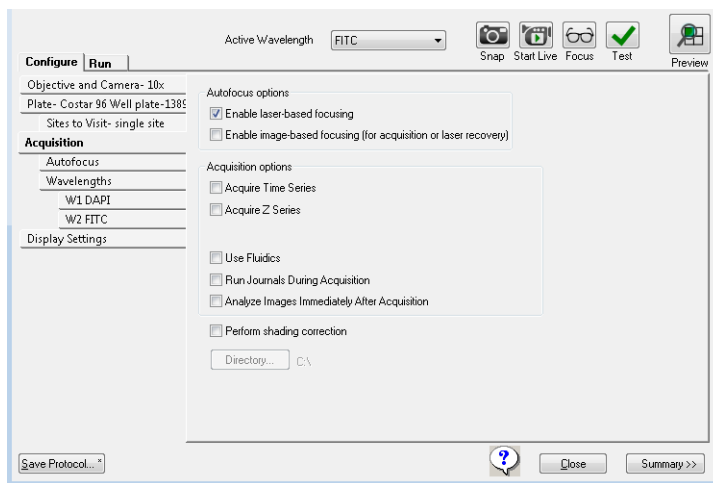 Active Wavelength FITC
Snap Start Live Focus Test Preview
Configure Run
Objective and Camera- 10x
Plate- Costar 96 Well plate-1389
Sites to Visit- single site
Acquisition
Autofocus
Wavelengths
W1 DAPI
W2 FITC
Display Settings
Autofocus options
Enable laser-based focusing
Enable image-based focusing (for acquisition or laser recovery)
Acquisition options
Acquire Time Series
Acquire Z Series
Use Fluidics
Run Journals During Acquisition
Analyze Images Immediately After Acquisition
Perform shading correction
Directory... C:\
Save Protocol... *
? Close Summary >>